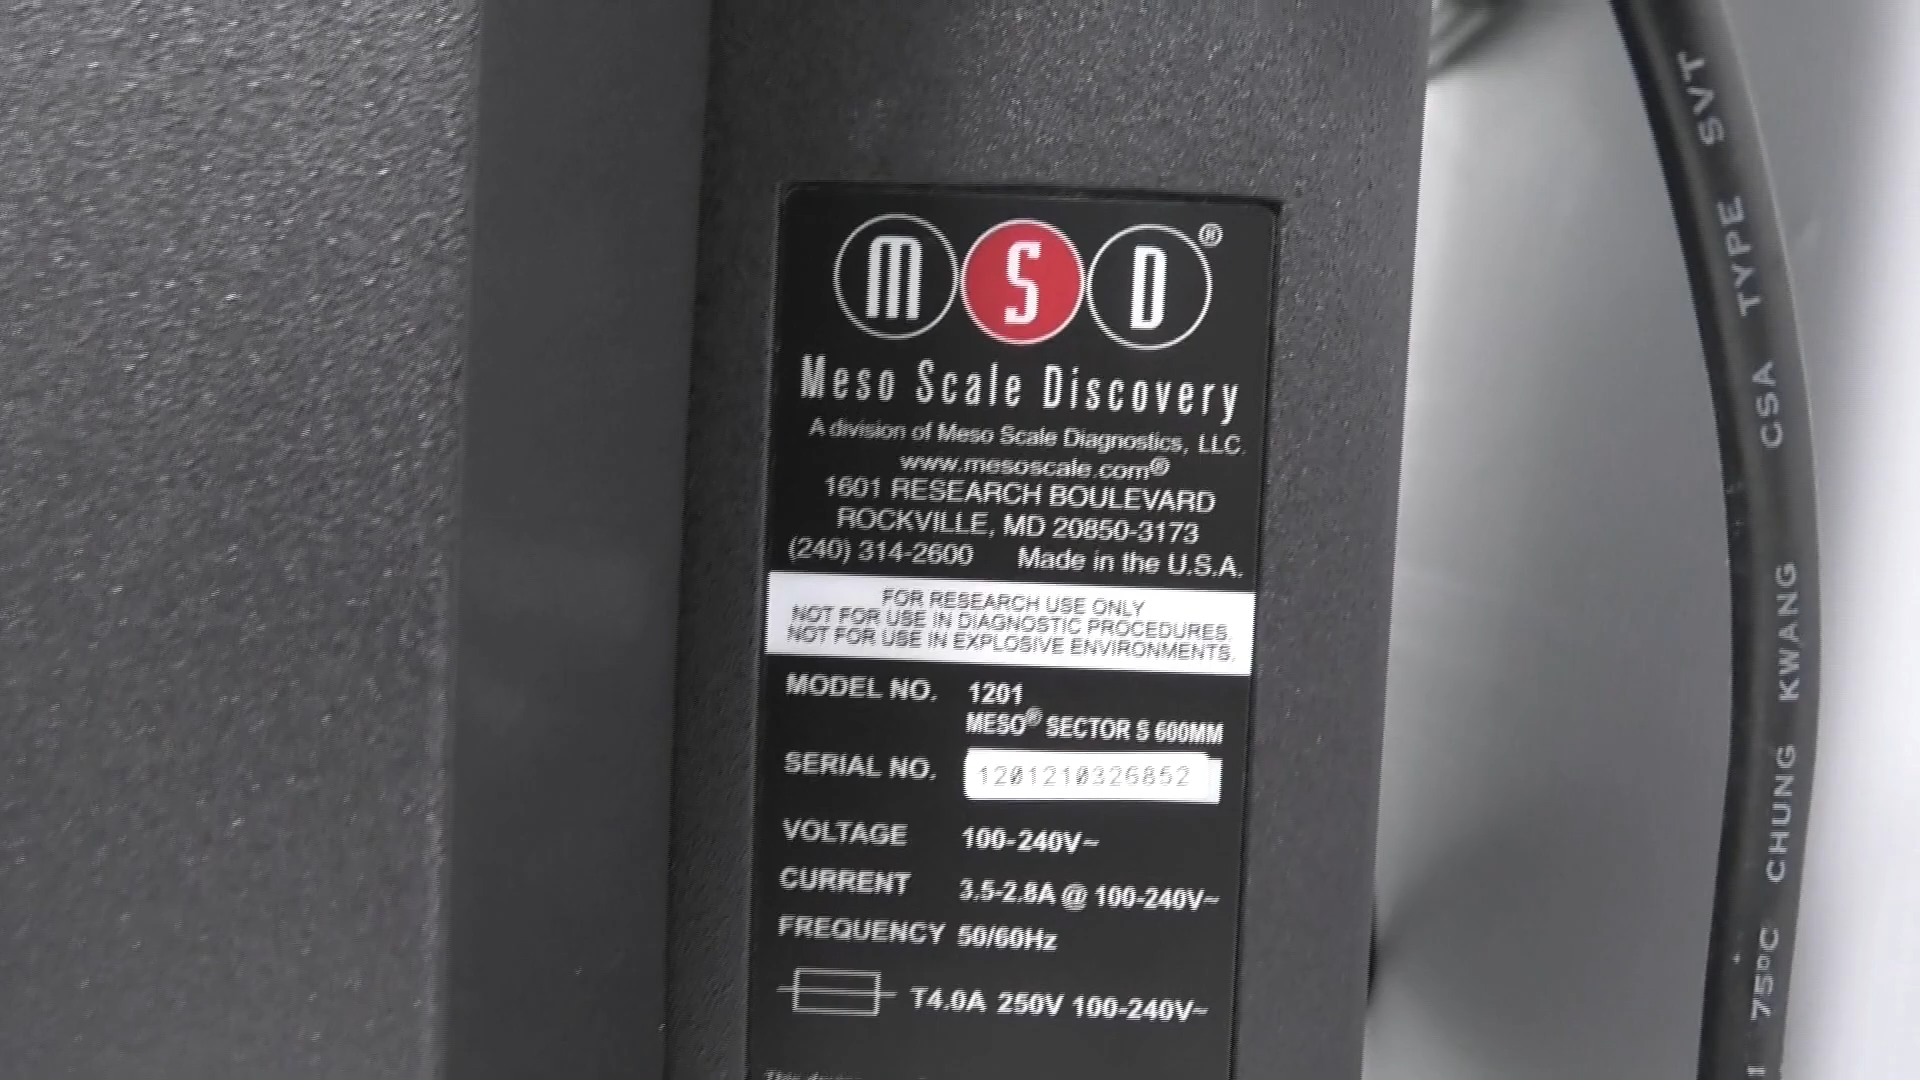 MSD®
Meso Scale Discovery
A division of Meso Scale Diagnostics, LLC.
www.mesoscale.com®
1601 RESEARCH BOULEVARD
ROCKVILLE, MD 20850-3173
(240) 314-2600 Made in the U.S.A.
FOR RESEARCH USE ONLY
NOT FOR USE IN DIAGNOSTIC PROCEDURES.
NOT FOR USE IN EXPLOSIVE ENVIRONMENTS.
MODEL NO. 1201
MESO® SECTOR S 600MM
SERIAL NO. 1201210326852
VOLTAGE 100-240V~
CURRENT 3.5-2.8A @ 100-240V~
FREQUENCY 50/60Hz
T4.0A 250V 100-240V~
75ºC CHUNG KWANG CSA TYPE SVT